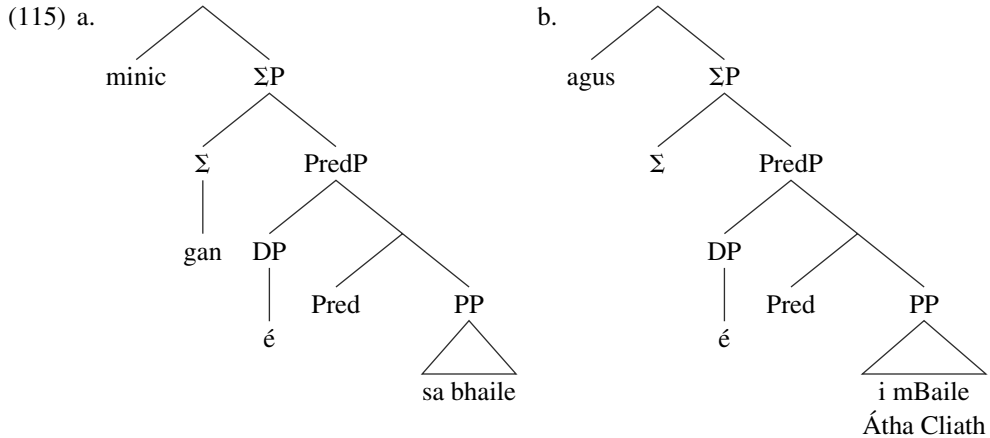 (115) a. b.
minic ΣP agus ΣP
Σ PredP Σ PredP
gan DP DP
Pred PP Pred PP
é é
sa bhaile i mBaile
Átha Cliath